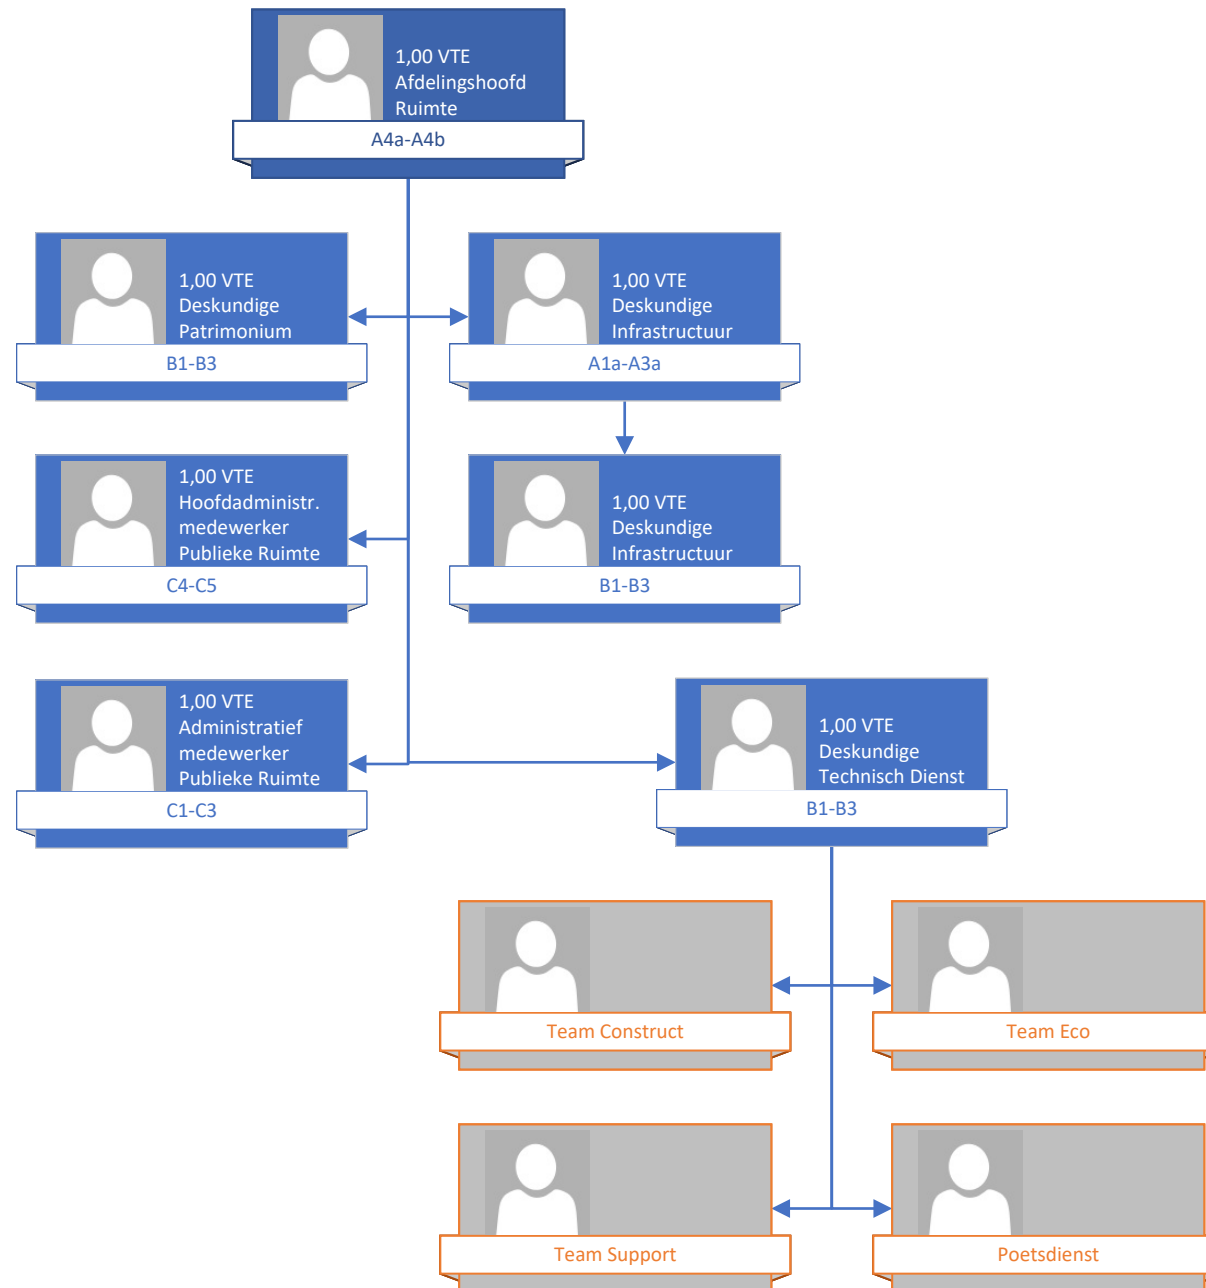 1,00 VTE
Afdelingshoofd
Ruimte
A4a-A4b
1,00 VTE
Deskundige
Patrimonium
B1-B3
1,00 VTE
Deskundige
Infrastructuur
A1a-A3a
1,00 VTE
Hoofdadministr.
medewerker
Publieke Ruimte
C4-C5
1,00 VTE
Deskundige
Infrastructuur
B1-B3
1,00 VTE
Administratief
medewerker
Publieke Ruimte
C1-C3
1,00 VTE
Deskundige
Technisch Dienst
B1-B3
Team Construct
Team Eco
Team Support
Poetsdienst